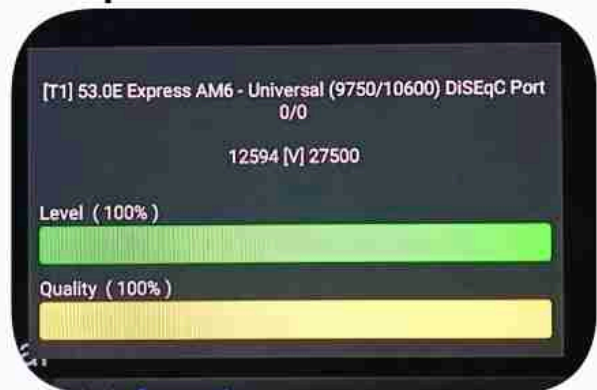 [T1] 53.0E Express AM6 - Universal (9750/10600) DiSEqC Port
0/0
12594 [V] 27500
Level ( 100% )
Quality ( 100% )